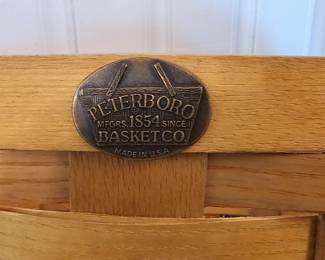 PETERBORO
MFGRS. 1854 SINCE
BASKET CO.
MADE IN U.S.A.